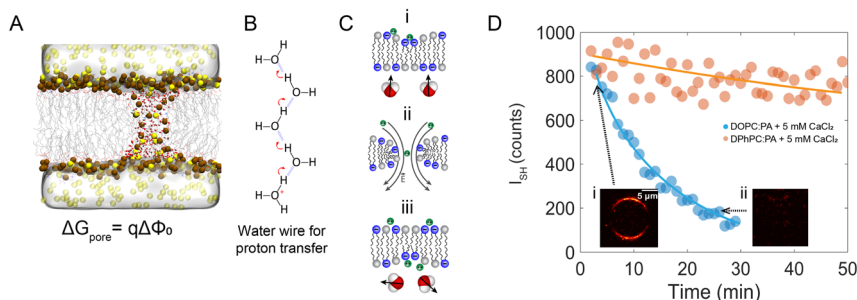 A
ΔG_pore = qΔΦ₀
B
H
H
O
H
H
O
H
O
H
H
O
H
H
O
H
+
H
Water wire for
proton transfer
C
i
ii
E
iii
D
1000
800
600
400
200
0
I_SH (counts)
DOPC:PA + 5 mM CaCl₂
DPhPC:PA + 5 mM CaCl₂
i
5 μm
ii
0
10
20
30
40
50
Time (min)